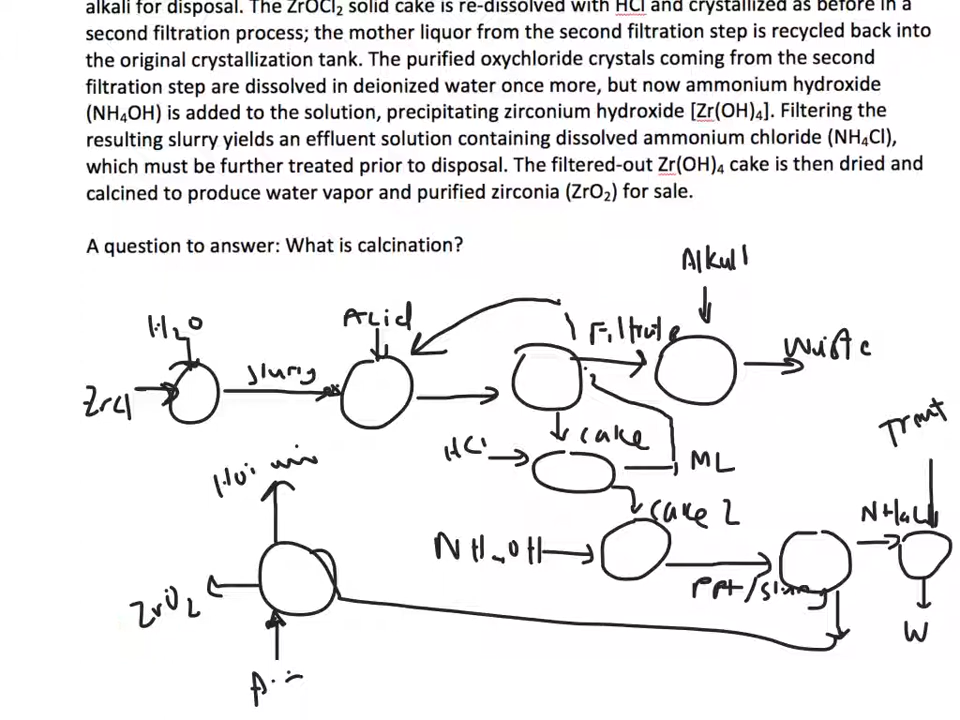 alkali for disposal. The ZrOCl₂ solid cake is re-dissolved with HCl and crystallized as before in a
second filtration process; the mother liquor from the second filtration step is recycled back into
the original crystallization tank. The purified oxychloride crystals coming from the second
filtration step are dissolved in deionized water once more, but now ammonium hydroxide
(NH₄OH) is added to the solution, precipitating zirconium hydroxide [Zr(OH)₄]. Filtering the
resulting slurry yields an effluent solution containing dissolved ammonium chloride (NH₄Cl),
which must be further treated prior to disposal. The filtered-out Zr(OH)₄ cake is then dried and
calcined to produce water vapor and purified zirconia (ZrO₂) for sale.
A question to answer: What is calcination?
Alkali
H₂O
Acid
Filtrate
Waste
Slurry
ZrCl
Cake
HCl
ML
Treat
Hot air
Cake 2
NH₄Cl
NH₄OH
PPt/Slurry
ZrO₂
W
Air